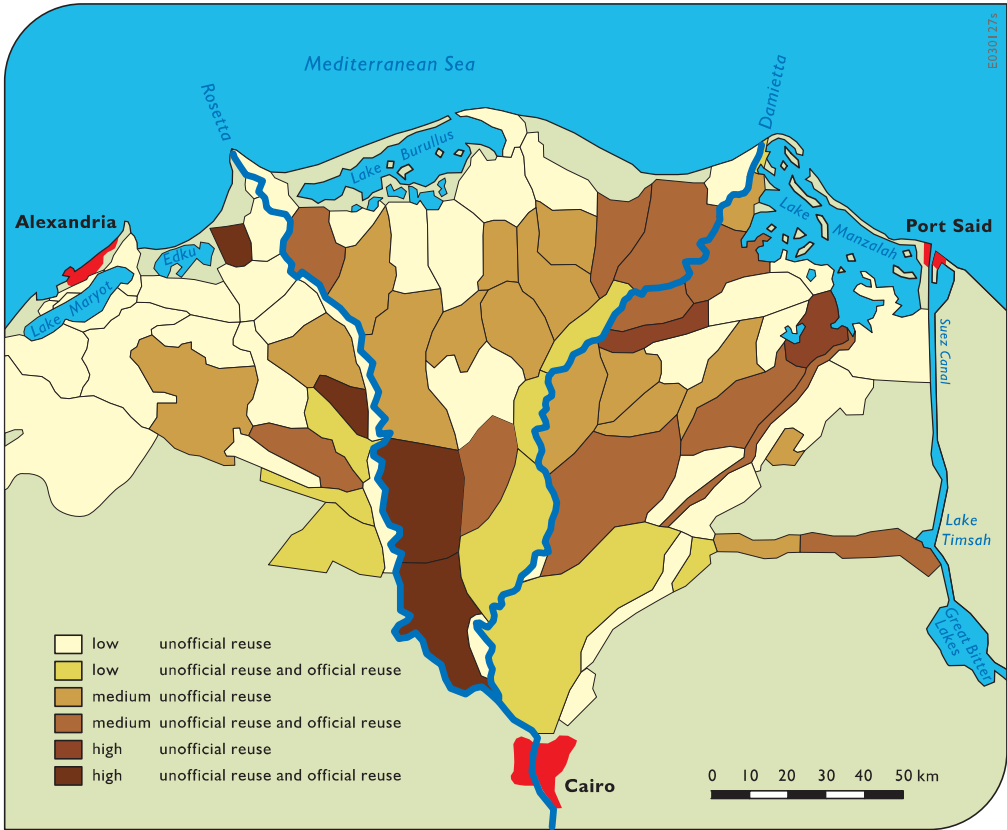 E030127s
Mediterranean Sea
Rosetta
Damietta
Lake Burullus
Alexandria
Edku
Lake Maryot
Lake
Manzalah
Port Said
Suez Canal
Lake
Timsah
Great Bitter
Lakes
low unofficial reuse
low unofficial reuse and official reuse
medium unofficial reuse
medium unofficial reuse and official reuse
high unofficial reuse
high unofficial reuse and official reuse
Cairo
0 10 20 30 40 50 km